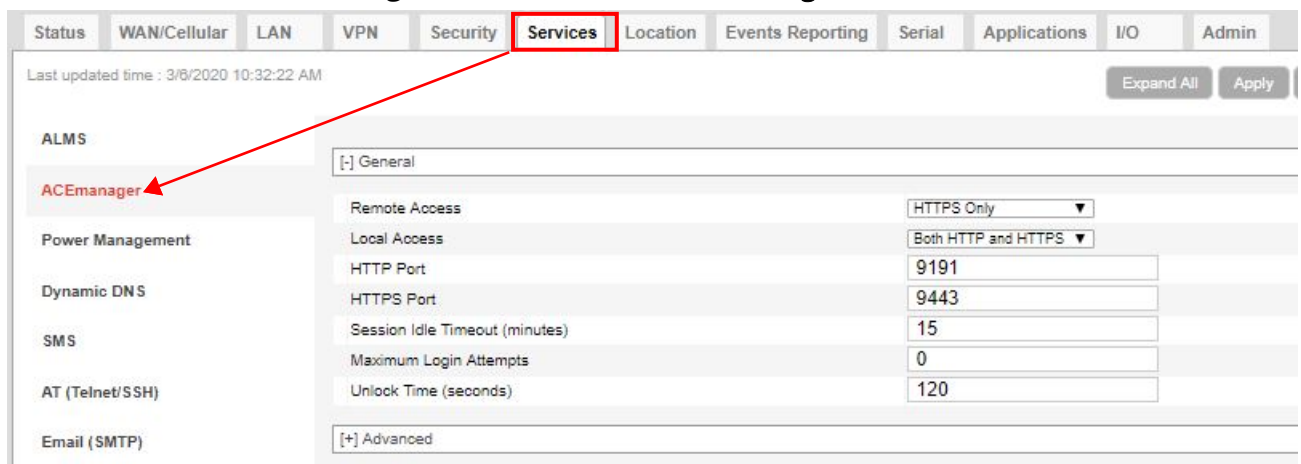 Status WAN/Cellular LAN VPN Security Services Location Events Reporting Serial Applications I/O Admin
Last updated time : 3/6/2020 10:32:22 AM
Expand All Apply
ALMS
[-] General
ACEmanager
Remote Access HTTPS Only
Power Management
Local Access Both HTTP and HTTPS
HTTP Port 9191
Dynamic DNS
HTTPS Port 9443
Session Idle Timeout (minutes) 15
SMS
Maximum Login Attempts 0
AT (Telnet/SSH)
Unlock Time (seconds) 120
Email (SMTP)
[+] Advanced